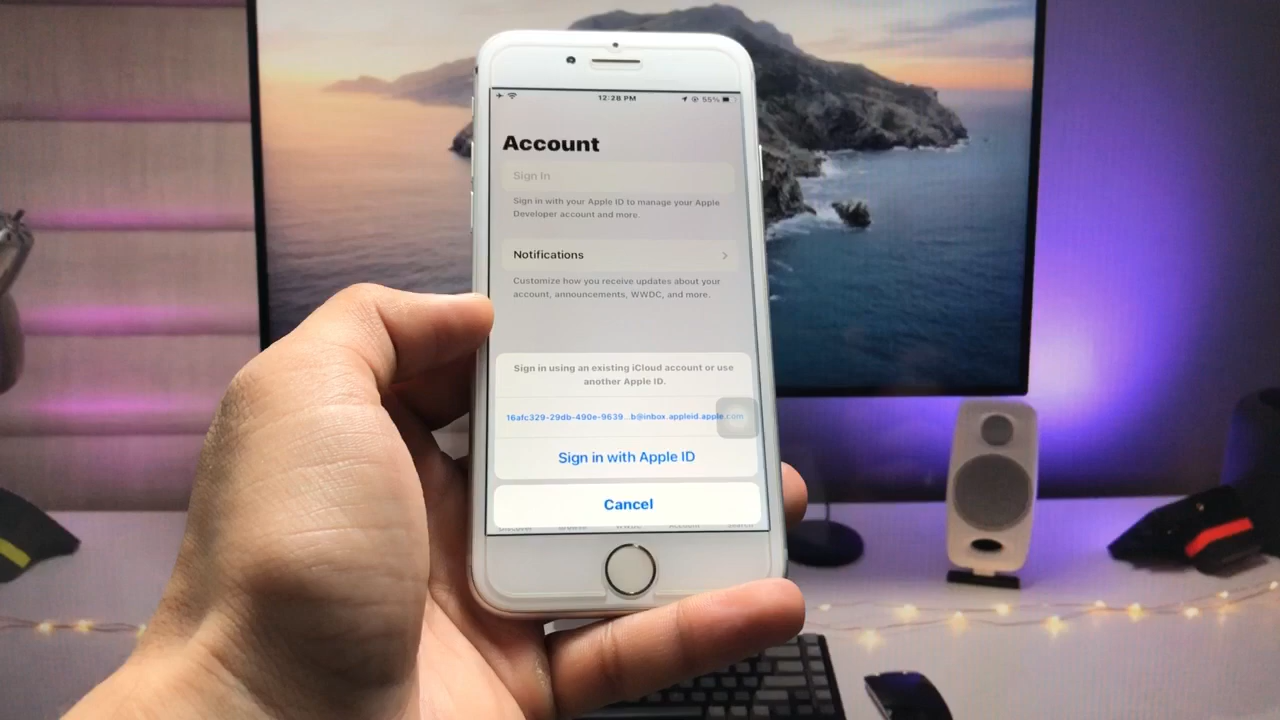 12:28 PM
55%
Account
Sign In
Sign in with your Apple ID to manage your Apple
Developer account and more.
Notifications
Customize how you receive updates about your
account, announcements, WWDC, and more.
Sign in using an existing iCloud account or use
another Apple ID.
16afc329-29db-490e-9639...b@inbox.appleid.apple.com
Sign in with Apple ID
Cancel